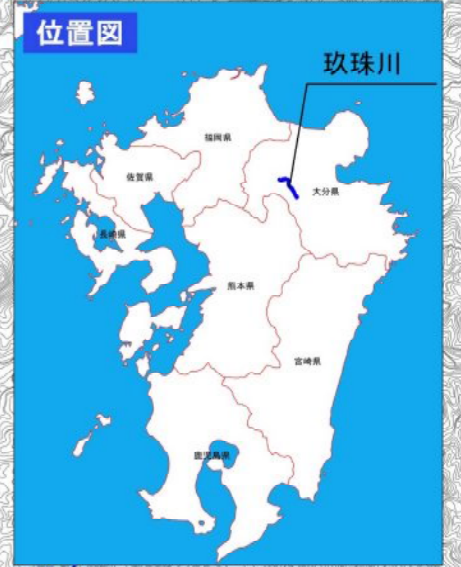 位置図
玖珠川
福岡県
佐賀県
大分県
長崎県
熊本県
宮崎県
鹿児島県